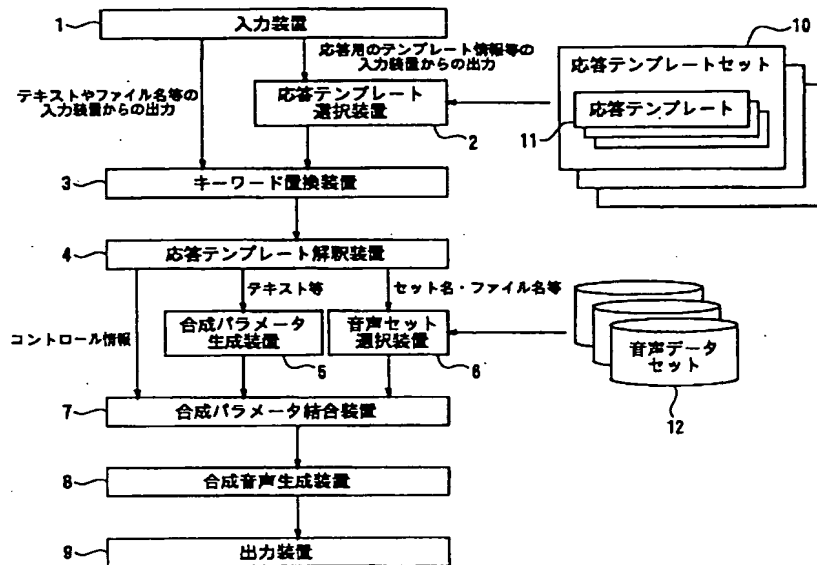 1
入力装置
テキストやファイル名等の
入力装置からの出力
応答用のテンプレート情報等の
入力装置からの出力
応答テンプレート
選択装置
2
10
応答テンプレートセット
応答テンプレート
11
3
キーワード置換装置
4
応答テンプレート解釈装置
コントロール情報
テキスト等
セット名・ファイル名等
合成パラメータ
生成装置
5
音声セット
選択装置
6
音声データ
セット
12
7
合成パラメータ結合装置
8
合成音声生成装置
9
出力装置